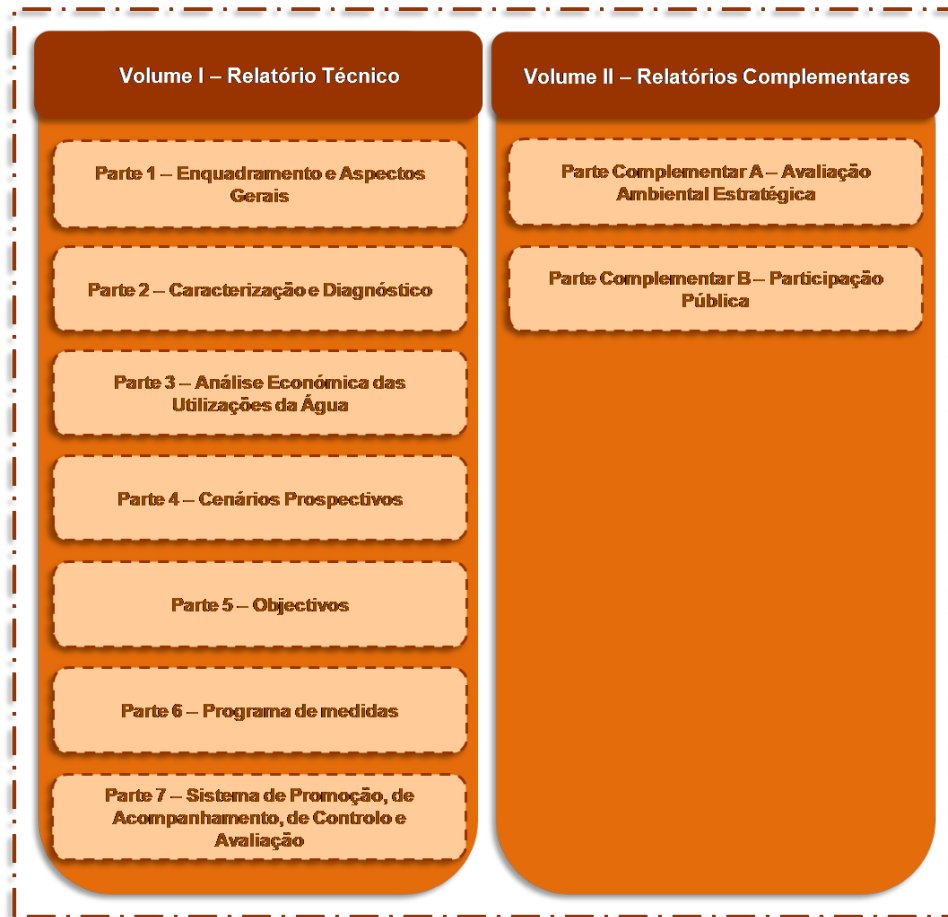 Volume I – Relatório Técnico
Parte 1 – Enquadramento e Aspectos
Gerais
Parte 2 – Caracterização e Diagnóstico
Parte 3 – Análise Económica das
Utilizações da Água
Parte 4 – Cenários Prospectivos
Parte 5 – Objectivos
Parte 6 – Programa de medidas
Parte 7 – Sistema de Promoção, de
Acompanhamento, de Controlo e
Avaliação
Volume II – Relatórios Complementares
Parte Complementar A – Avaliação
Ambiental Estratégica
Parte Complementar B – Participação
Pública